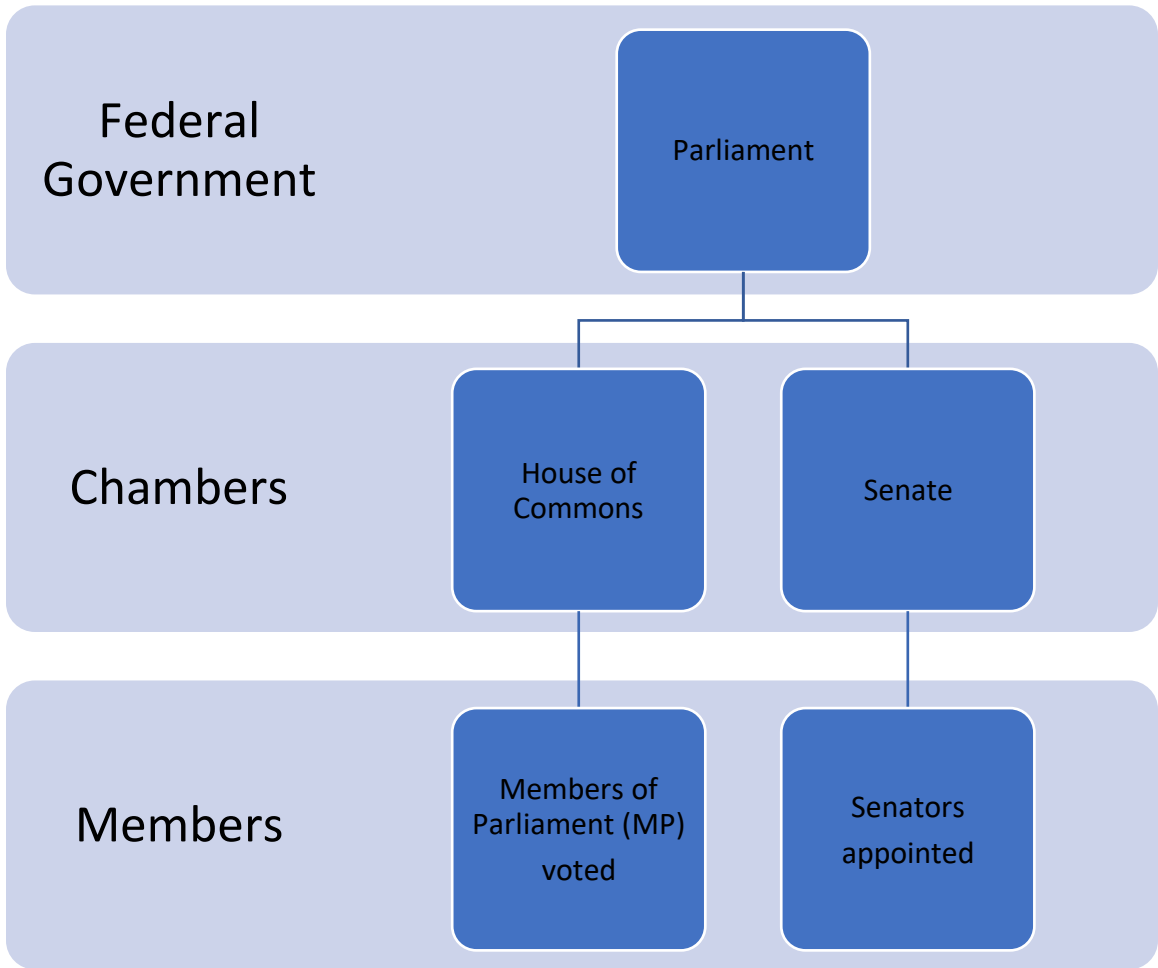 Federal
Government
Parliament
Chambers
House of
Commons
Senate
Members
Members of
Parliament (MP)
voted
Senators
appointed